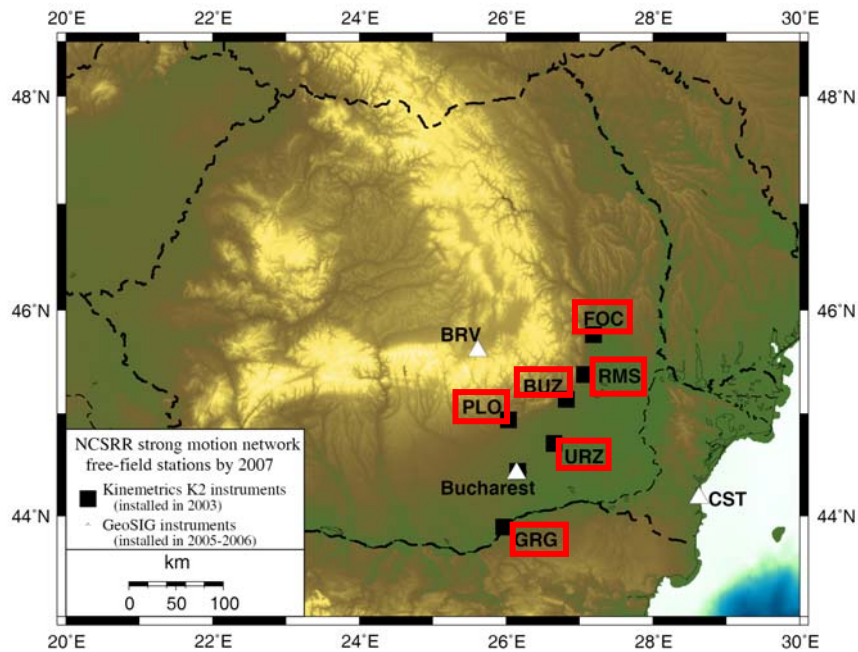 20°E 22°E 24°E 26°E 28°E 30°E
48°N 48°N
46°N 46°N
FOC
BRV
RMS
BUZ
PLO
NCSRR strong motion network
free-field stations by 2007
Kinemetrics K2 instruments
(installed in 2003)
GeoSIG instruments
(installed in 2005-2006)
URZ
Bucharest
CST
44°N 44°N
GRG
km
0 50 100
20°E 22°E 24°E 26°E 28°E 30°E